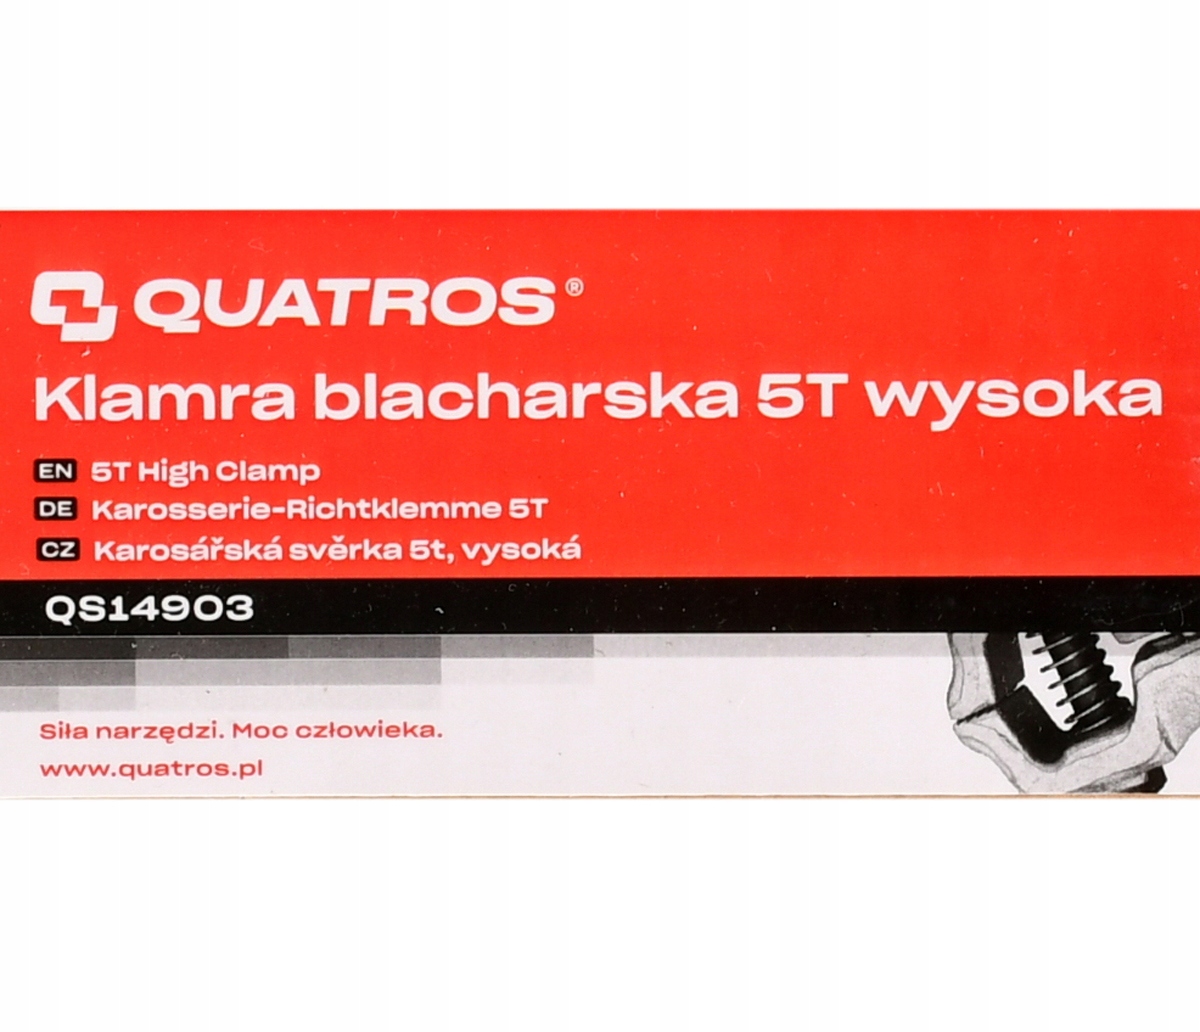 QUATROS®
Klamra blacharska 5T wysoka
EN 5T High Clamp
DE Karosserie-Richtklemme 5T
CZ Karosářská svěrka 5t, vysoká
QS14903
Siła narzędzi. Moc człowieka.
www.quatros.pl